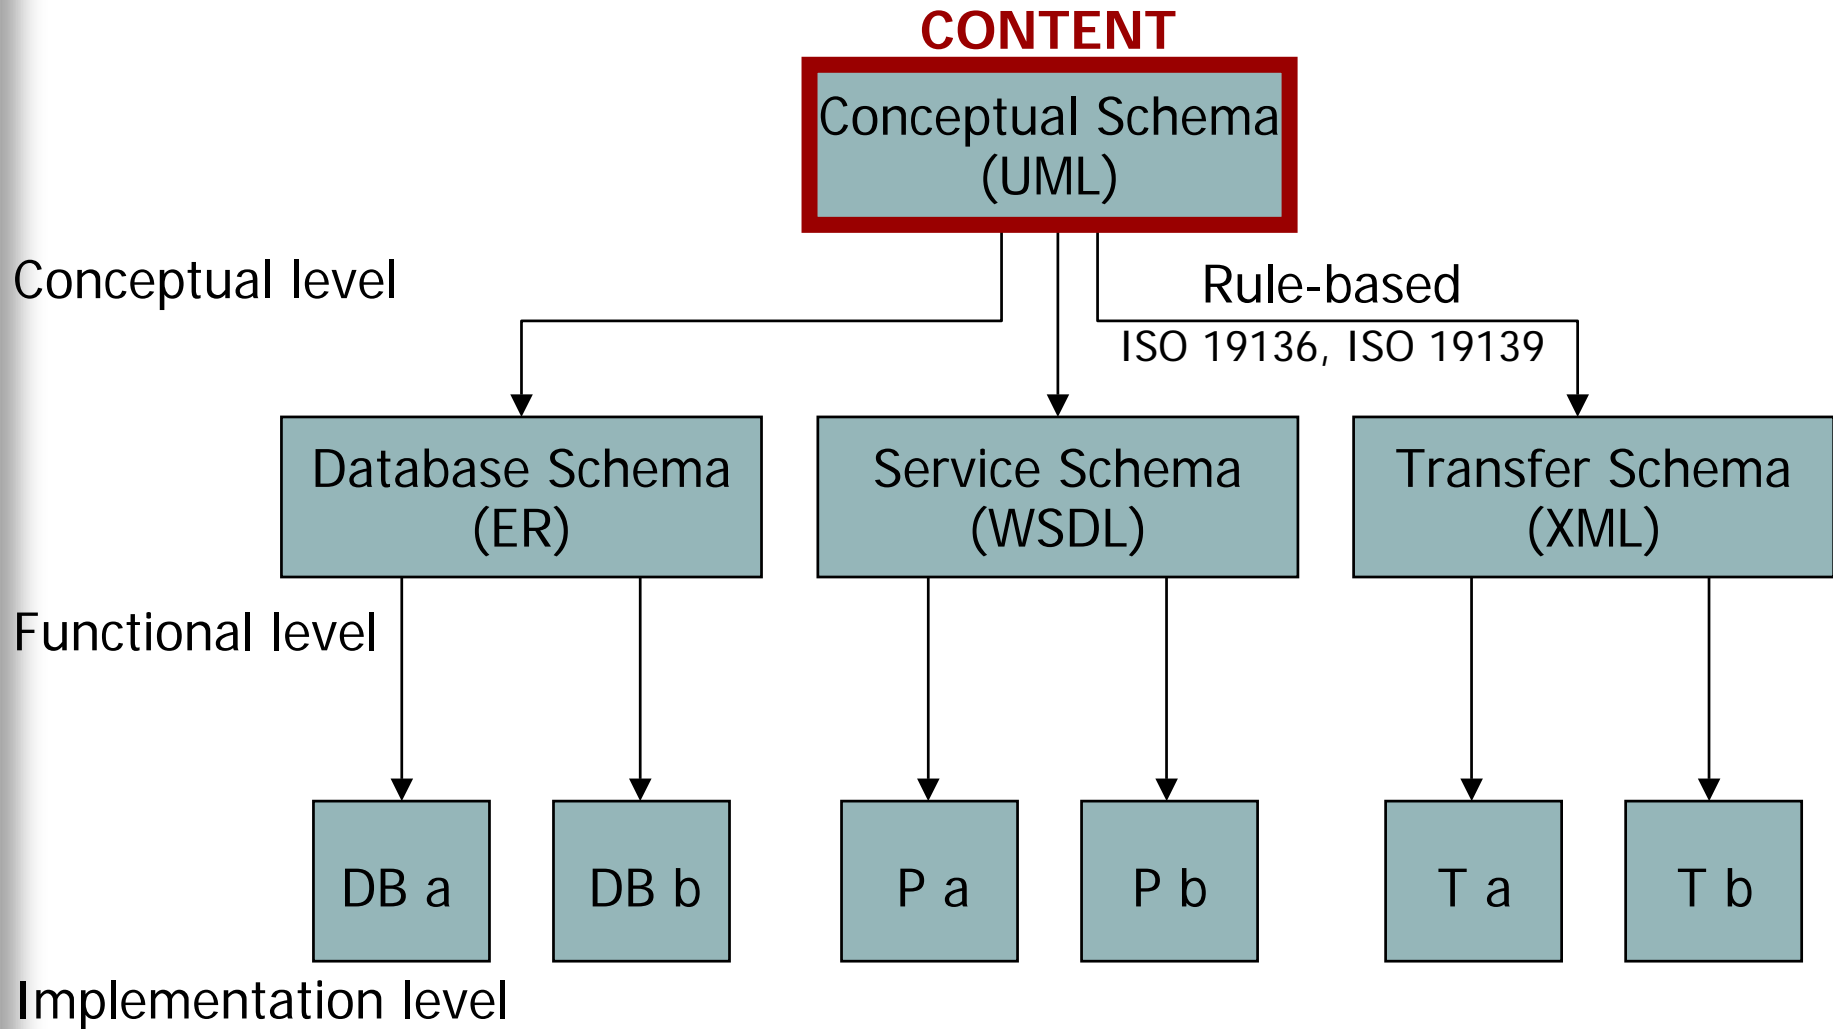 CONTENT
Conceptual Schema
(UML)
Conceptual level
Rule-based
ISO 19136, ISO 19139
Database Schema
(ER)
Service Schema
(WSDL)
Transfer Schema
(XML)
Functional level
DB a
DB b
P a
P b
T a
T b
Implementation level